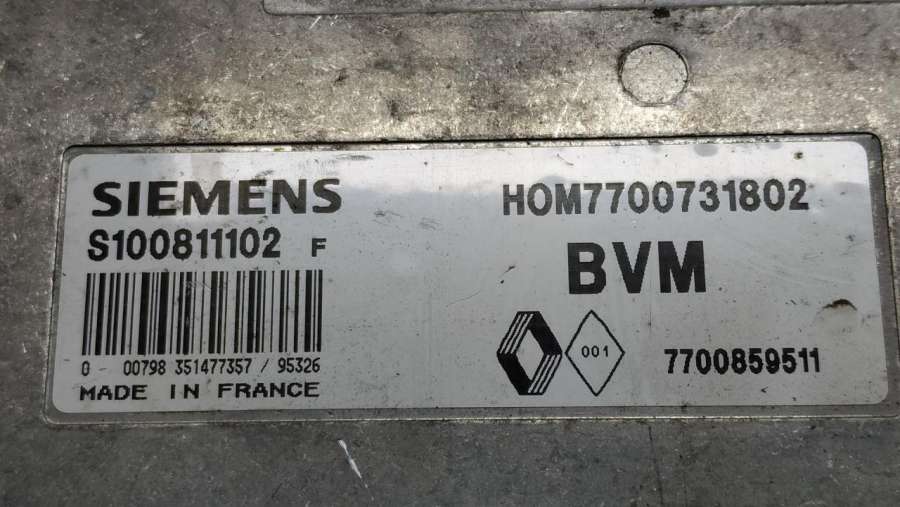 SIEMENS
S100811102 F
0 - 00798 351477357 / 95326
MADE IN FRANCE
HOM7700731802
BVM
001
7700859511